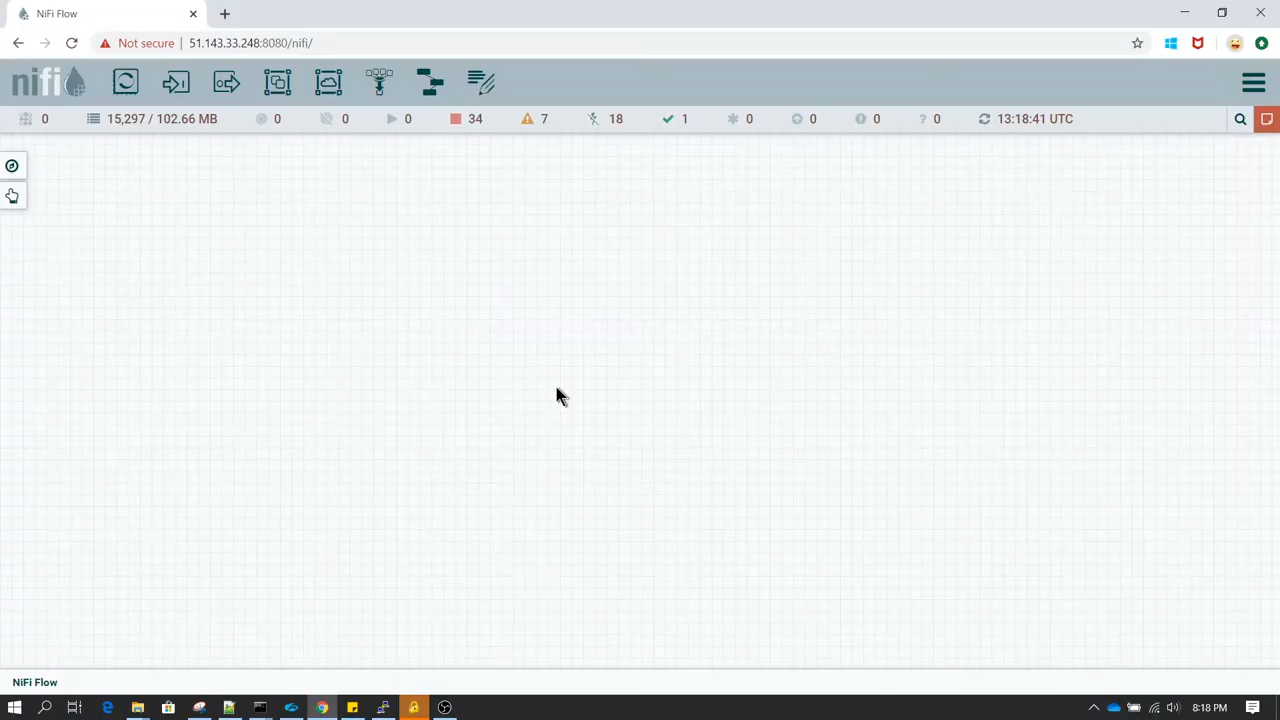 NiFi Flow
Not secure
51.143.33.248:8080/nifi/
nifi
0
15,297 / 102.66 MB
0
0
0
34
7
18
1
0
0
0
? 0
13:18:41 UTC
NiFi Flow
8:18 PM